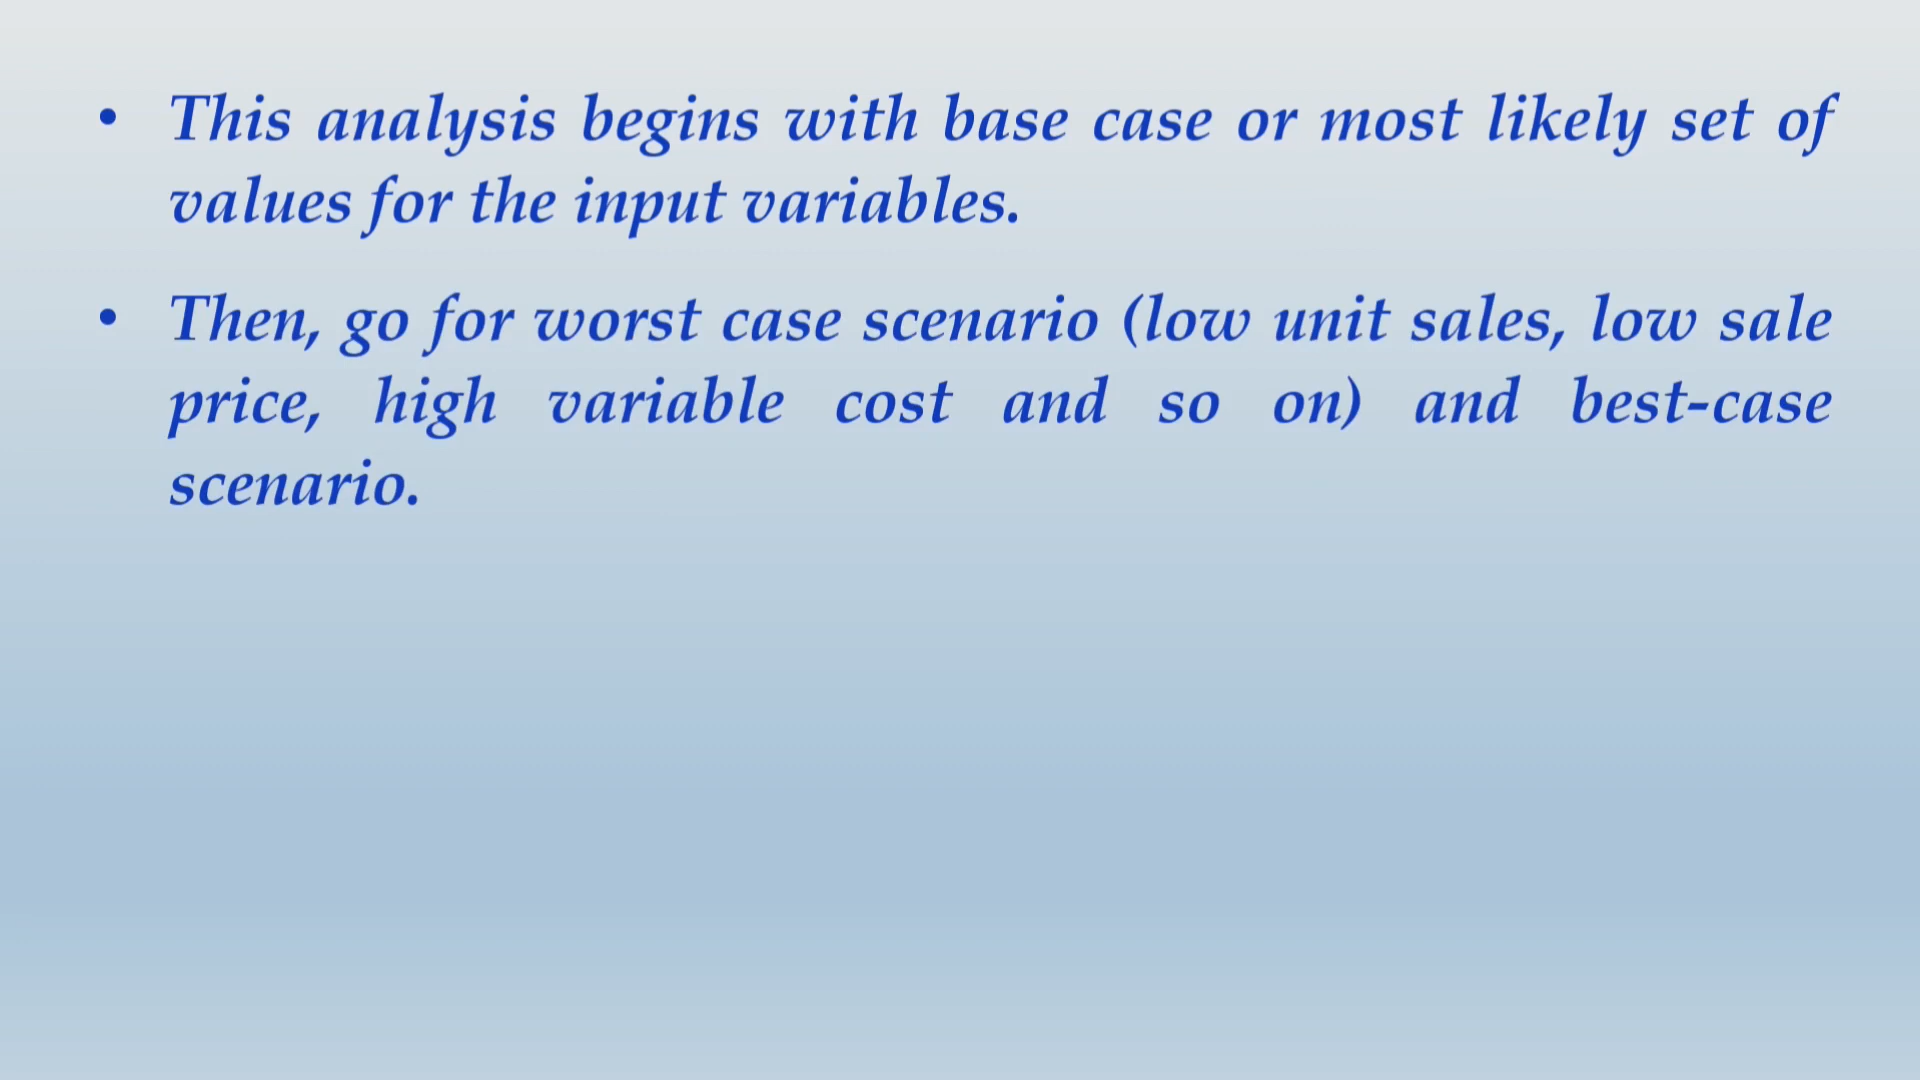 • This analysis begins with base case or most likely set of
values for the input variables.
• Then, go for worst case scenario (low unit sales, low sale
price, high variable cost and so on) and best-case
scenario.